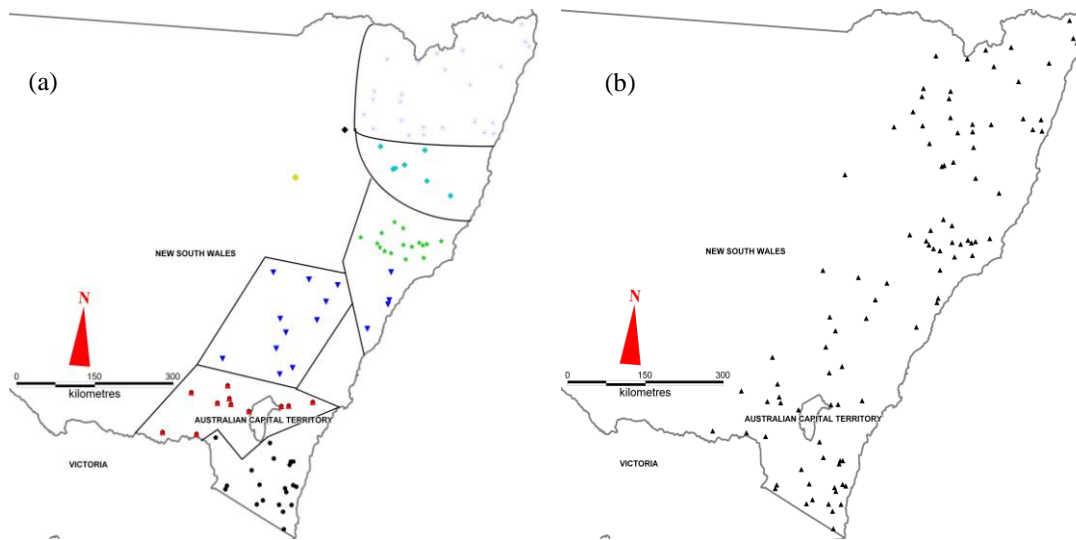 (a)
NEW SOUTH WALES
N
0 150 300
kilometres
AUSTRALIAN CAPITAL TERRITORY
VICTORIA
(b)
NEW SOUTH WALES
N
0 150 300
kilometres
AUSTRALIAN CAPITAL TERRITORY
VICTORIA